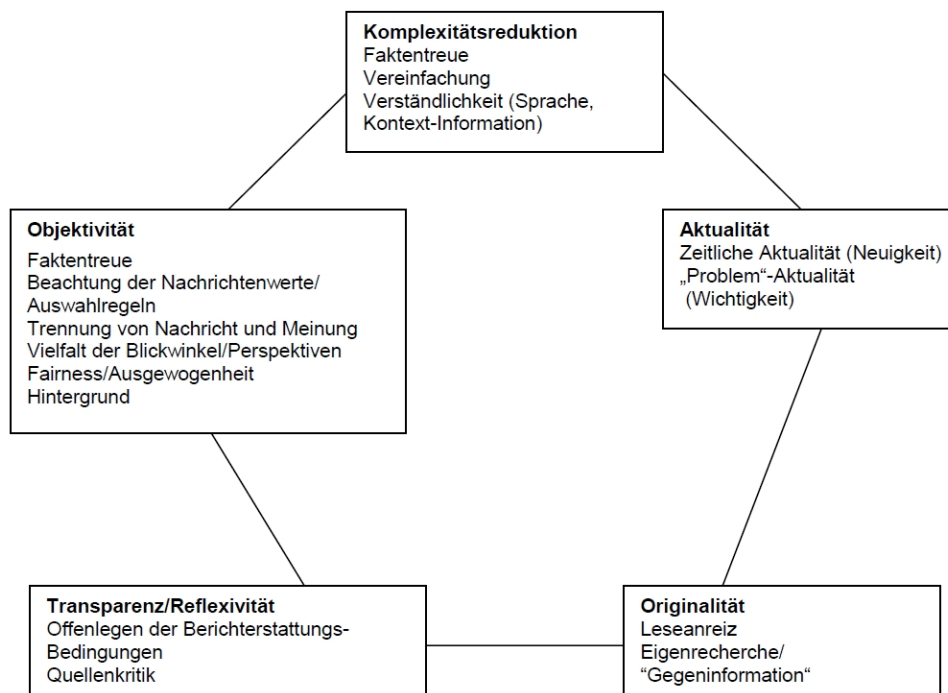 Komplexitätsreduktion
Faktentreue
Vereinfachung
Verständlichkeit (Sprache,
Kontext-Information)
Objektivität
Faktentreue
Beachtung der Nachrichtenwerte/
Auswahlregeln
Trennung von Nachricht und Meinung
Vielfalt der Blickwinkel/Perspektiven
Fairness/Ausgewogenheit
Hintergrund
Aktualität
Zeitliche Aktualität (Neuigkeit)
„Problem“-Aktualität
(Wichtigkeit)
Transparenz/Reflexivität
Offenlegen der Berichterstattungs-
Bedingungen
Quellenkritik
Originalität
Leseanreiz
Eigenrecherche/
“Gegeninformation“